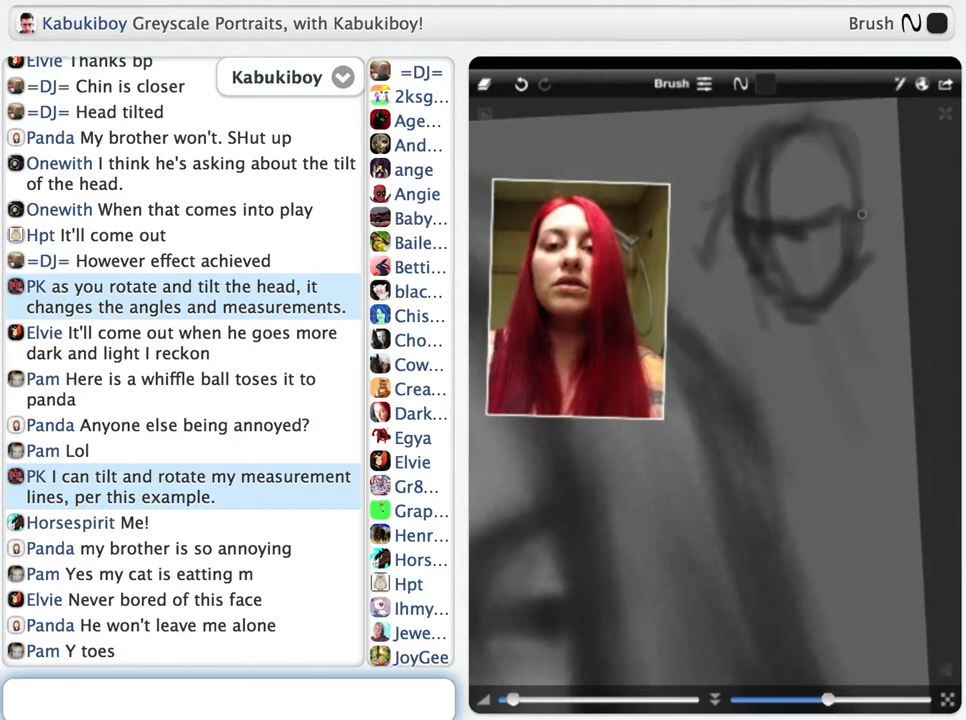 Kabukiboy Greyscale Portraits, with Kabukiboy!
Brush
Elvie Thanks bp
=DJ= Chin is closer
=DJ= Head tilted
Panda My brother won't. SHut up
Onewith I think he's asking about the tilt
of the head.
Onewith When that comes into play
Hpt It'll come out
=DJ= However effect achieved
PK as you rotate and tilt the head, it
changes the angles and measurements.
Elvie It'll come out when he goes more
dark and light I reckon
Pam Here is a whiffle ball toses it to
panda
Panda Anyone else being annoyed?
Pam Lol
PK I can tilt and rotate my measurement
lines, per this example.
Horsespirit Me!
Panda my brother is so annoying
Pam Yes my cat is eatting m
Elvie Never bored of this face
Panda He won't leave me alone
Pam Y toes
Kabukiboy
=DJ=
2ksg...
Age...
And...
ange
Angie
Baby...
Baile...
Betti...
blac...
Chis...
Cho...
Cow...
Crea...
Dark...
Egya
Elvie
Gr8...
Grap...
Henr...
Hors...
Hpt
Ihmy...
Jewe...
JoyGee
Brush